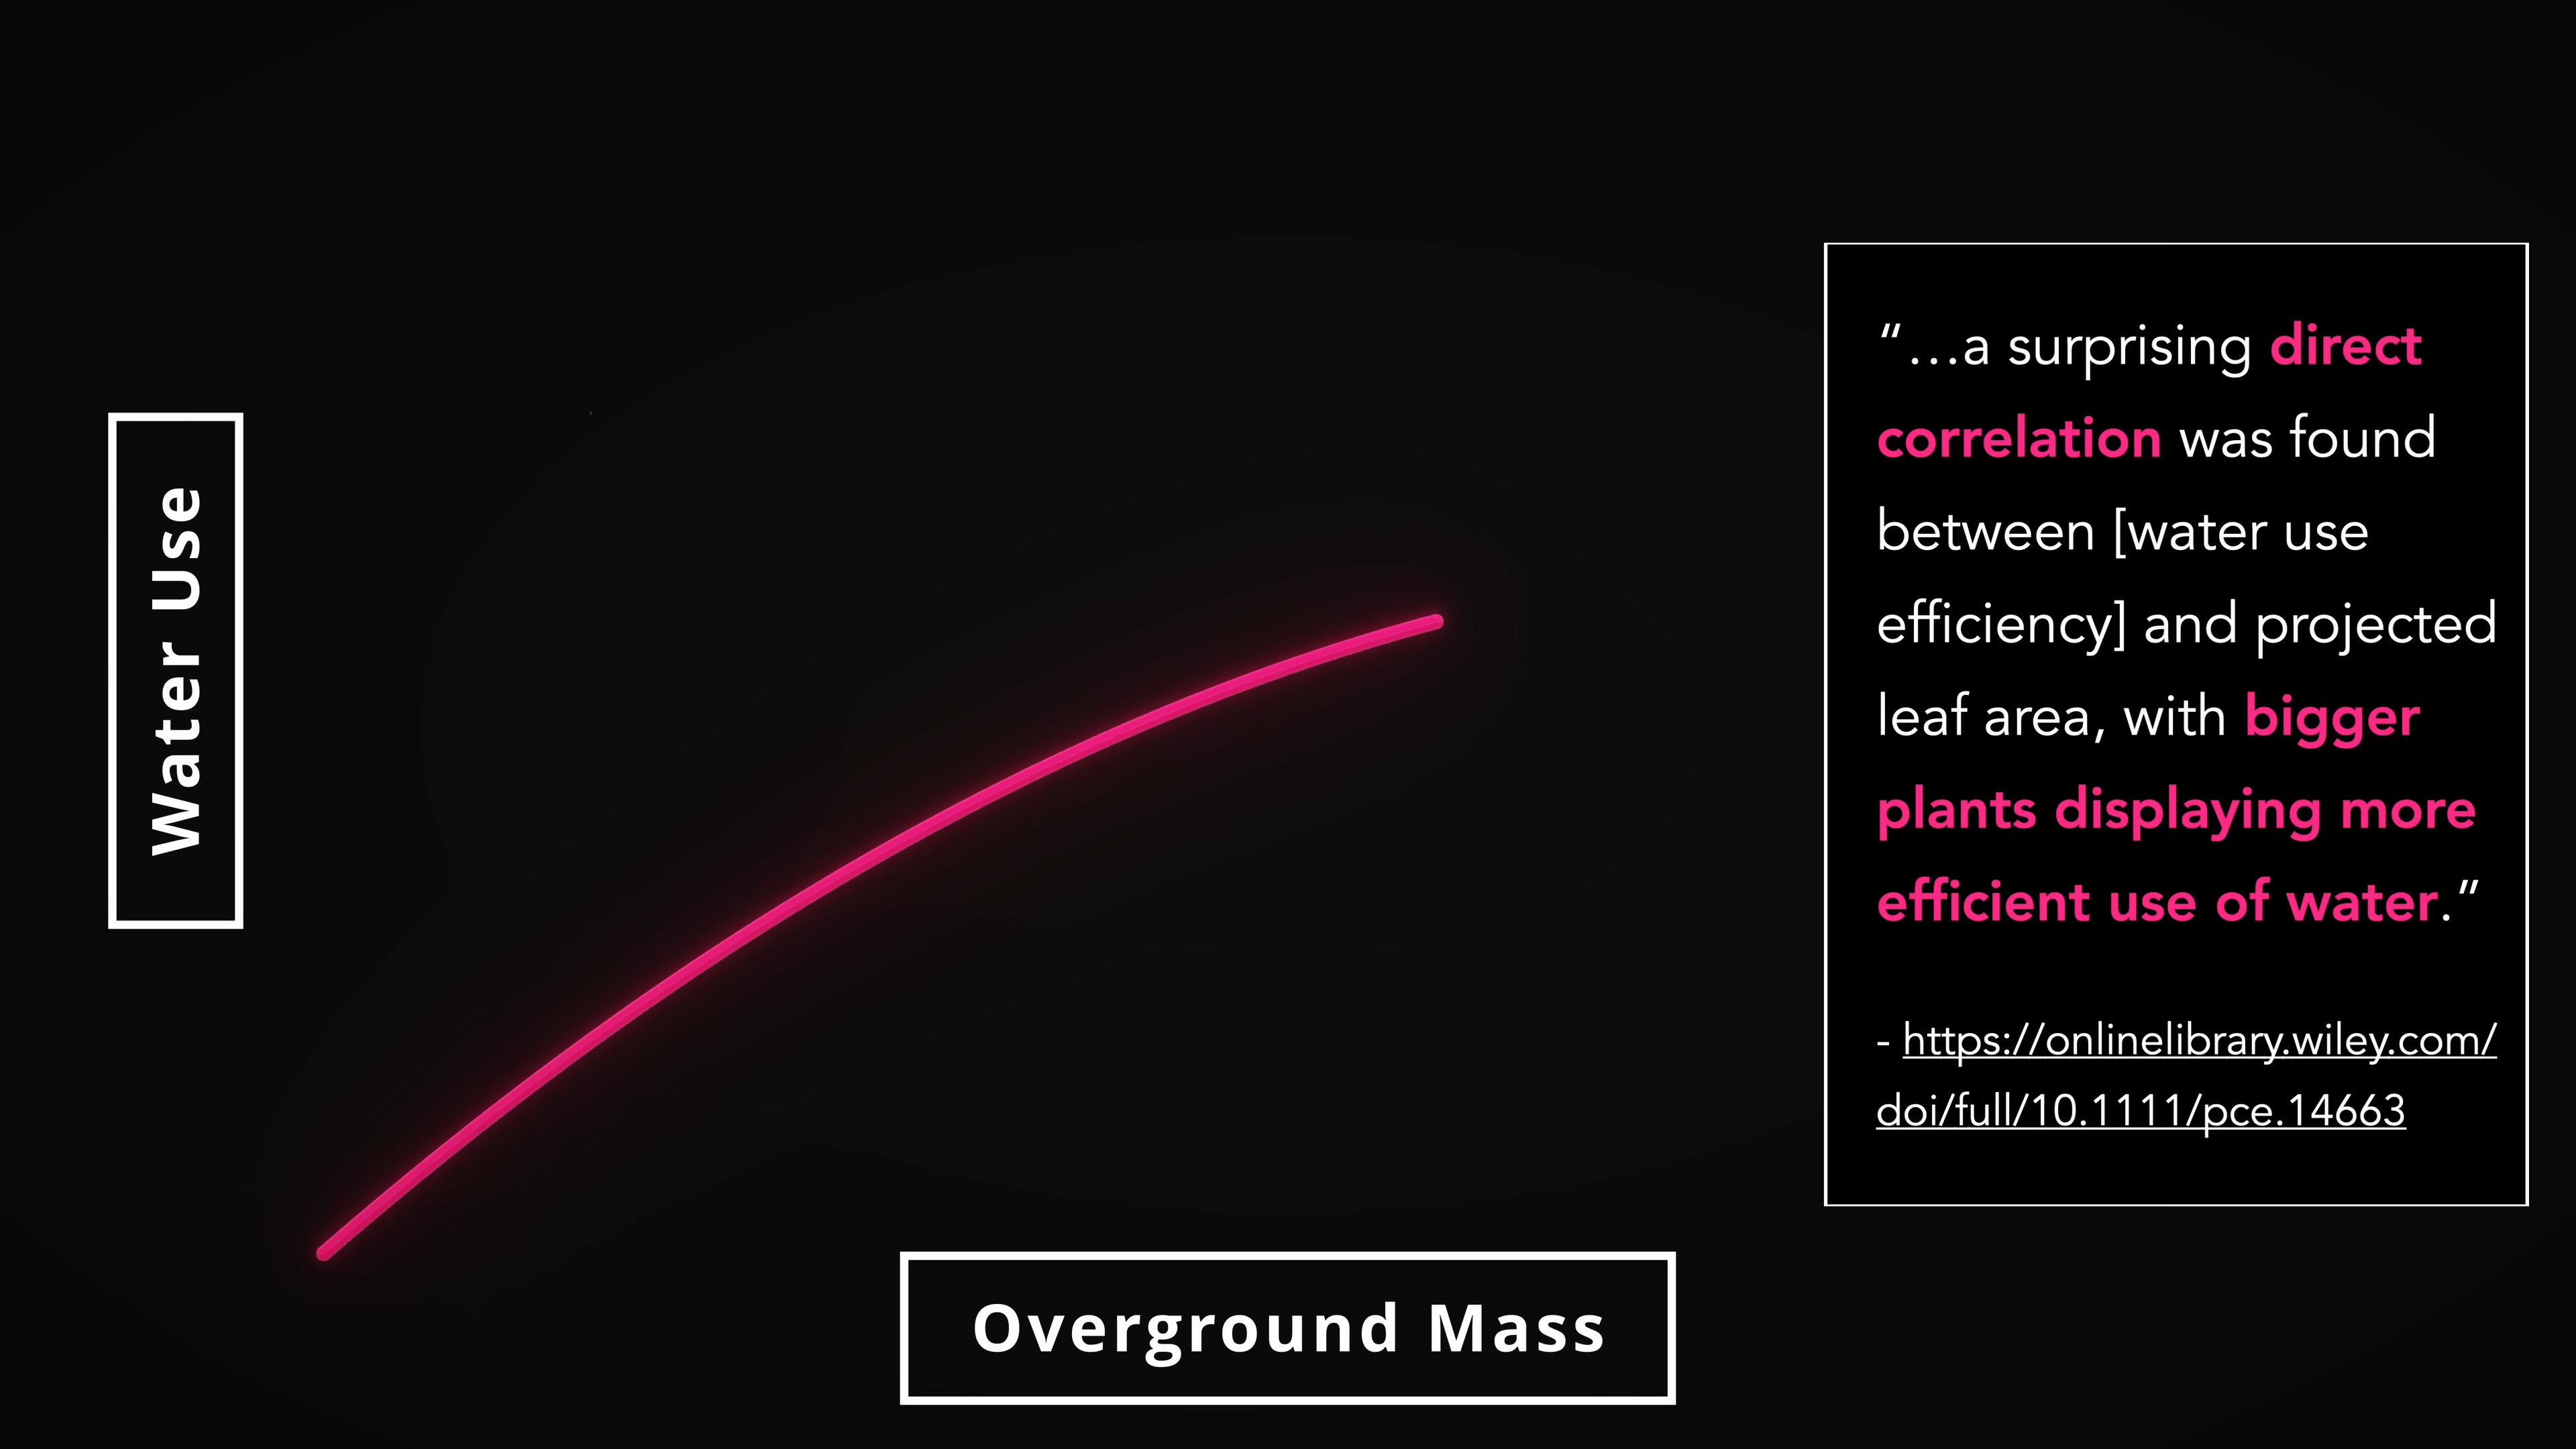 Water Use
Overground Mass
“…a surprising direct
correlation was found
between [water use
efficiency] and projected
leaf area, with bigger
plants displaying more
efficient use of water.”
- https://onlinelibrary.wiley.com/
doi/full/10.1111/pce.14663